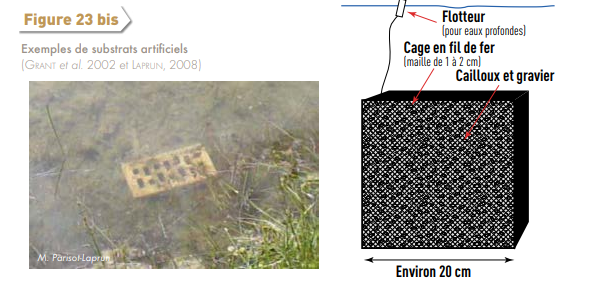 Figure 23 bis
Exemples de substrats artificiels
(GRANT et al. 2002 et LAPRUN, 2008)
M. Parisot-Laprun
Flotteur
(pour eaux profondes)
Cage en fil de fer
(maille de 1 à 2 cm)
Cailloux et gravier
Environ 20 cm